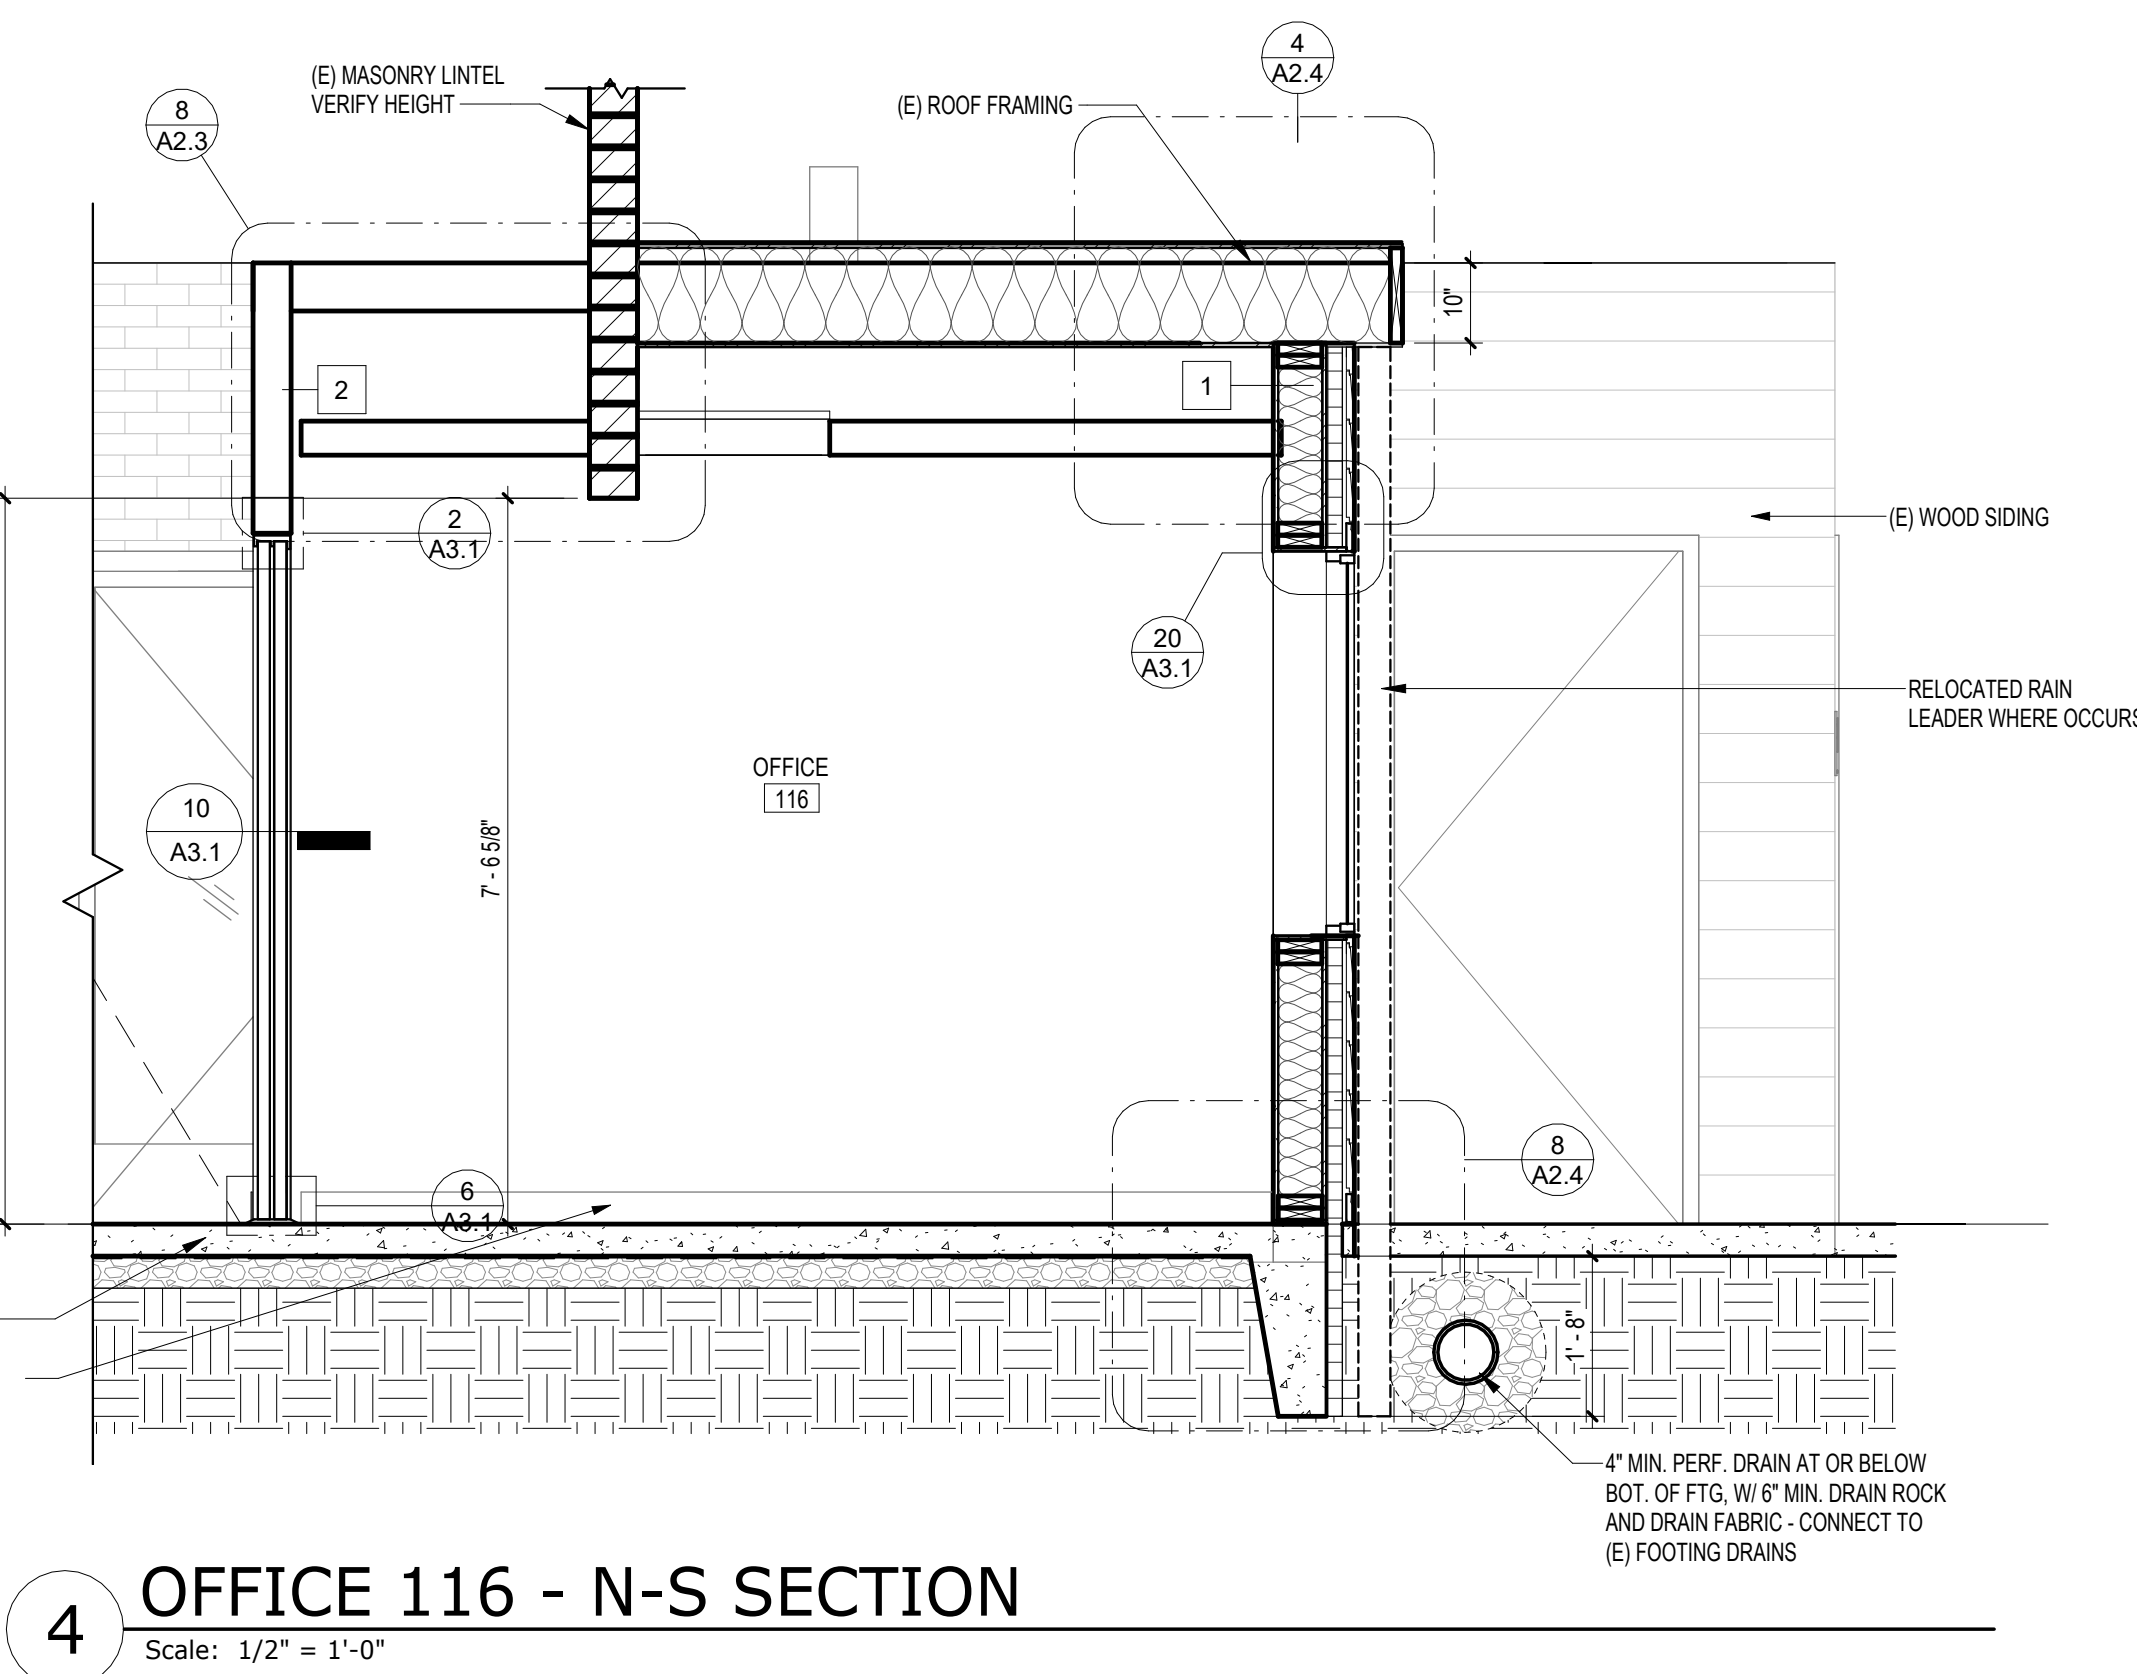 4
A2.4
(E) MASONRY LINTEL
VERIFY HEIGHT
8
A2.3
(E) ROOF FRAMING
10"
2
1
2
A3.1
(E) WOOD SIDING
20
A3.1
RELOCATED RAIN
LEADER WHERE OCCURS
OFFICE
116
10
A3.1
7' - 6 5/8"
8
A2.4
6
A3.1
1' - 8"
4" MIN. PERF. DRAIN AT OR BELOW
BOT. OF FTG, W/ 6" MIN. DRAIN ROCK
AND DRAIN FABRIC - CONNECT TO
(E) FOOTING DRAINS
4
OFFICE 116 - N-S SECTION
Scale: 1/2" = 1'-0"